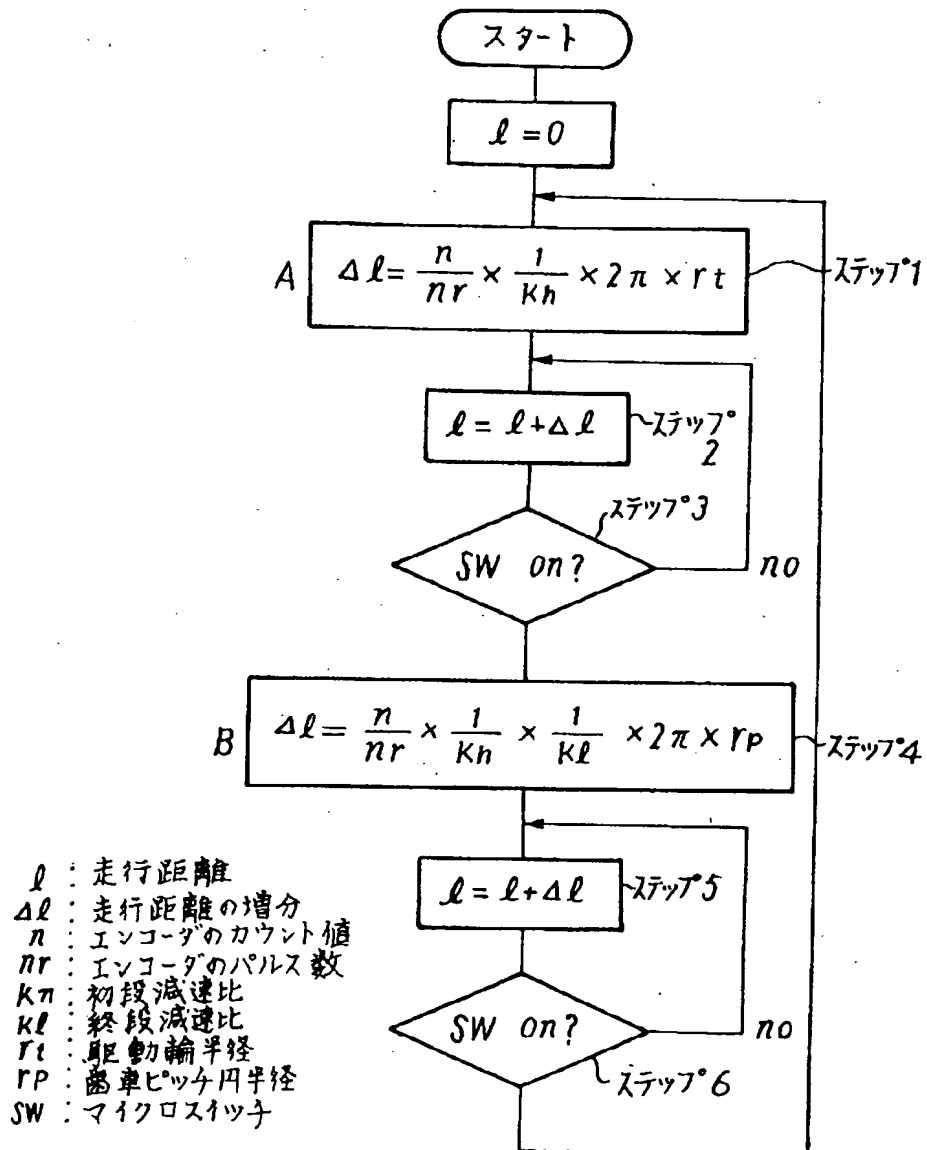 スタート
l = 0
A Δl = n/nr × 1/Kn × 2π × rt
ステップ1
l = l + Δl
ステップ2
ステップ3
SW on?
no
B Δl = n/nr × 1/Kn × 1/Kl × 2π × rp
ステップ4
l = l + Δl
ステップ5
SW on?
no
ステップ6
l : 走行距離
Δl : 走行距離の増分
n : エンコーダのカウント値
nr : エンコーダのパルス数
Kn : 初段減速比
Kl : 終段減速比
rt : 駆動輪半径
rp : 歯車ピッチ円半径
SW : マイクロスイッチ